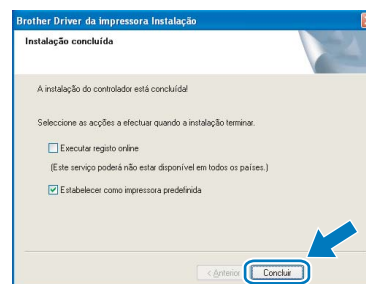 Brother Driver da impressora Instalação
Instalação concluída
A instalação do controlador está concluída!
Seleccione as acções a efectuar quando a instalação terminar.
Executar registo online
(Este serviço poderá não estar disponível em todos os países.)
Estabelecer como impressora predefinida
< Anterior
Concluir